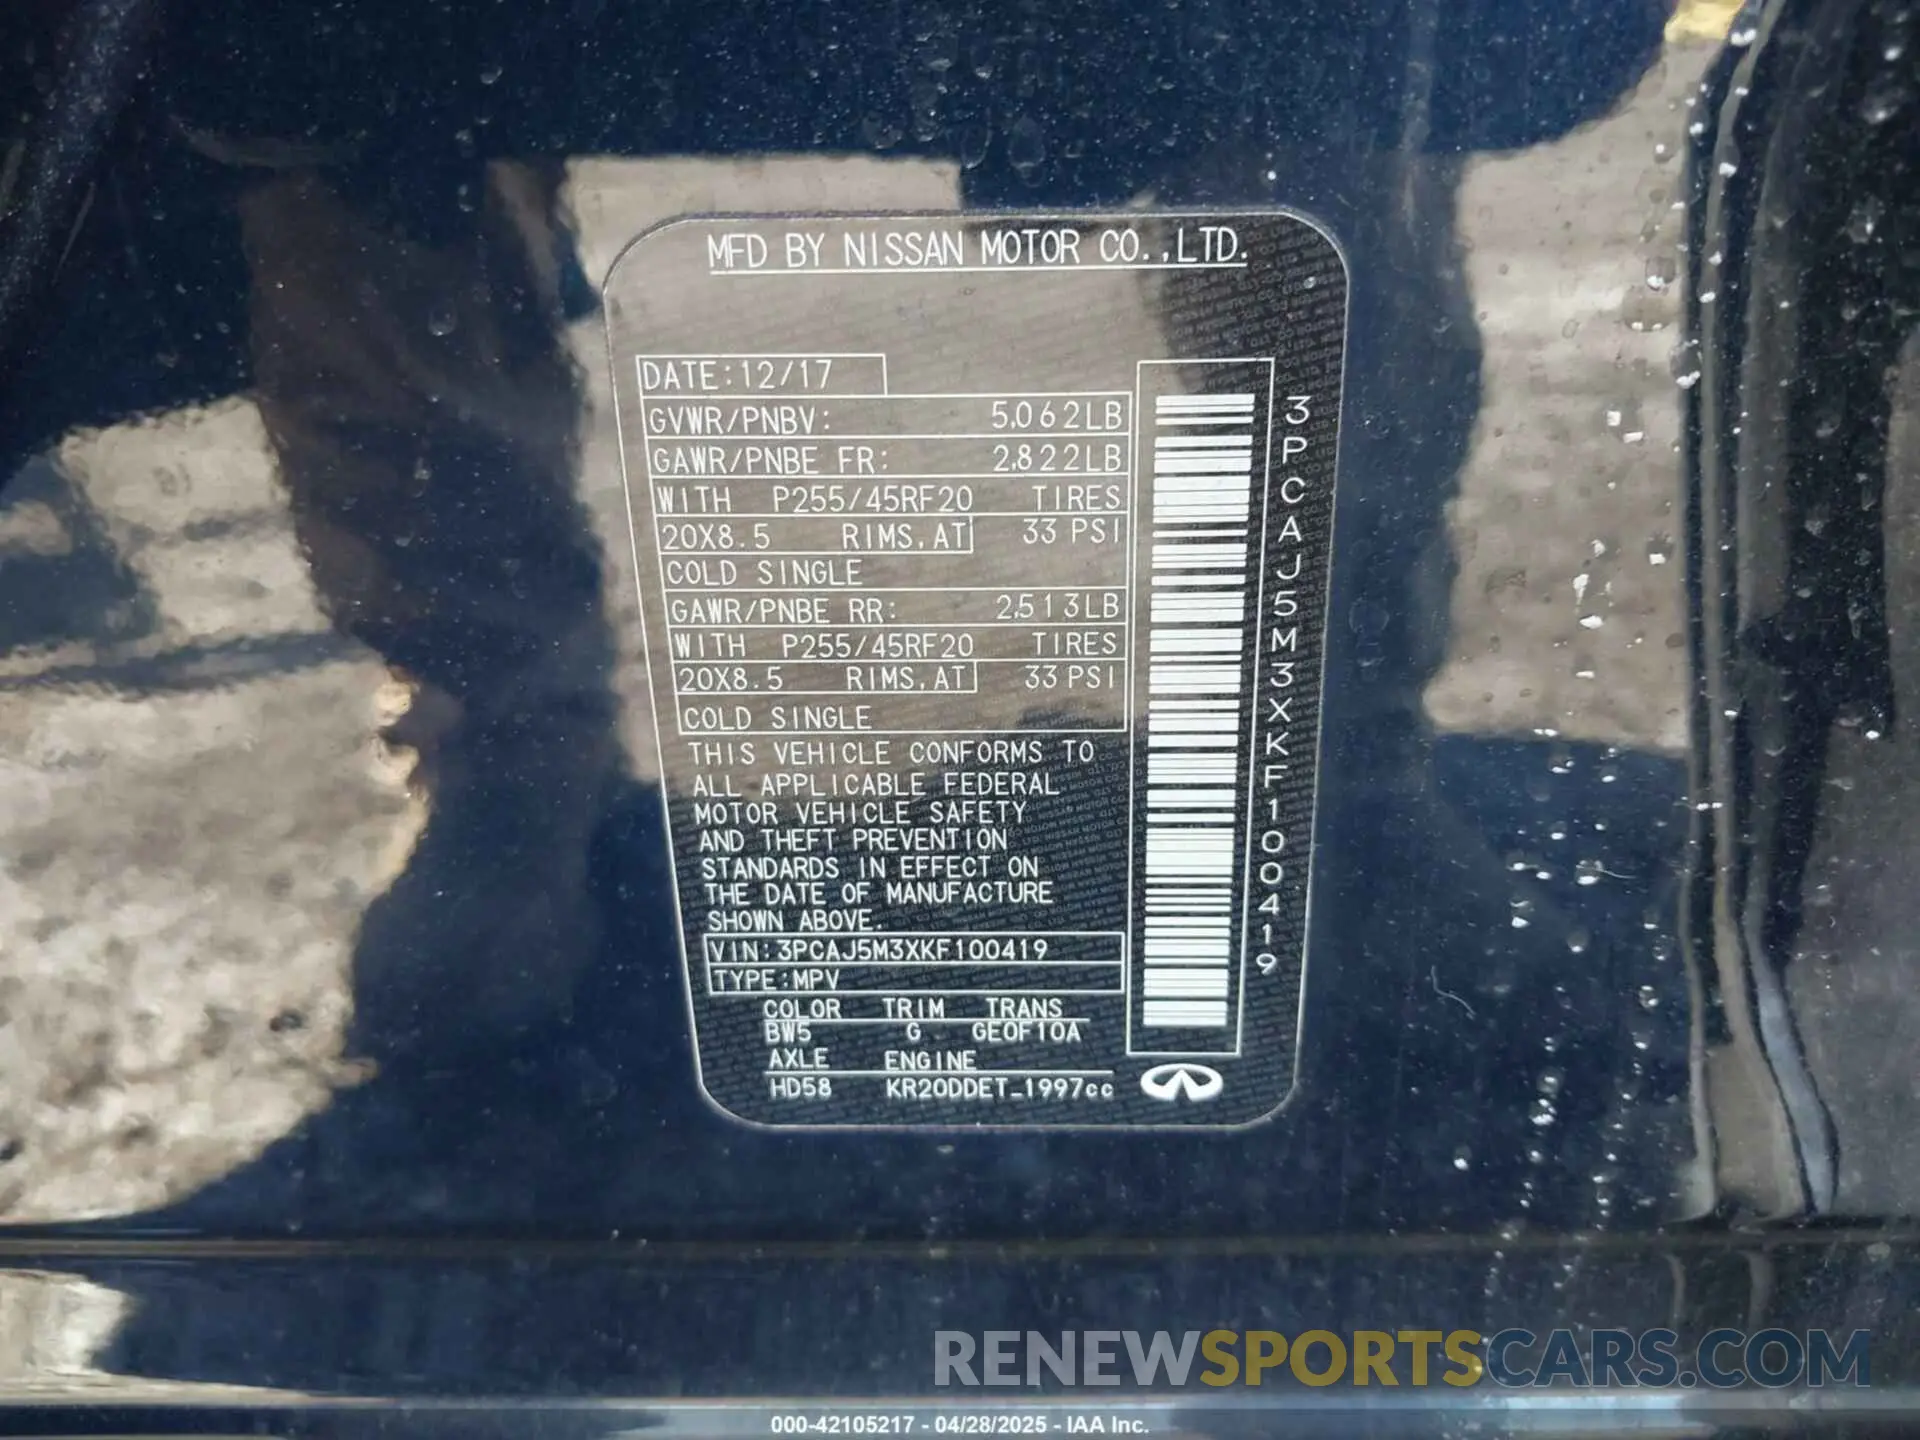 MFD BY NISSAN MOTOR CO.,LTD.
DATE:12/17
GVWR/PNBV: 5,062LB
GAWR/PNBE FR: 2,822LB
WITH P255/45RF20 TIRES
20X8.5 RIMS,AT 33 PSI
COLD SINGLE
GAWR/PNBE RR: 2,513LB
WITH P255/45RF20 TIRES
20X8.5 RIMS,AT 33 PSI
COLD SINGLE
THIS VEHICLE CONFORMS TO
ALL APPLICABLE FEDERAL
MOTOR VEHICLE SAFETY
AND THEFT PREVENTION
STANDARDS IN EFFECT ON
THE DATE OF MANUFACTURE
SHOWN ABOVE.
VIN:3PCAJ5M3XKF100419
TYPE:MPV
COLOR TRIM TRANS
BW5 G GE0F10A
AXLE ENGINE
HD58 KR20DDET_1997cc
3PCAJ5M3XKF100419
RENEWSPORTSCARS.COM
000-42105217 - 04/28/2025 - IAA Inc.